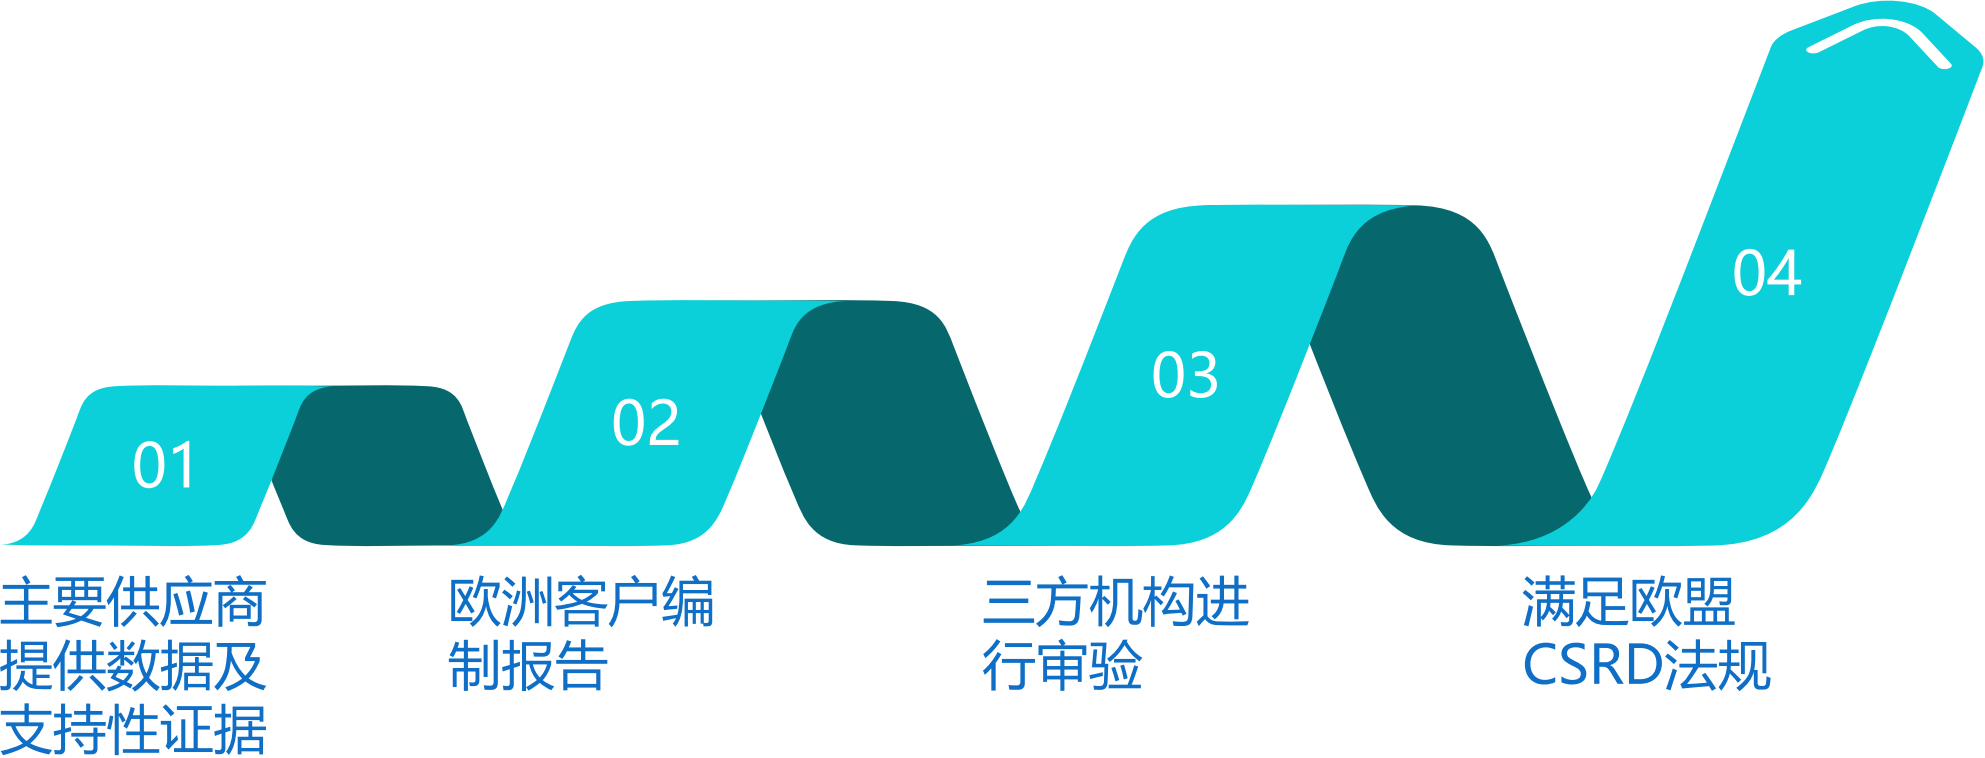 01
02
03
04
主要供应商
提供数据及
支持性证据
欧洲客户编
制报告
三方机构进
行审验
满足欧盟
CSRD法规